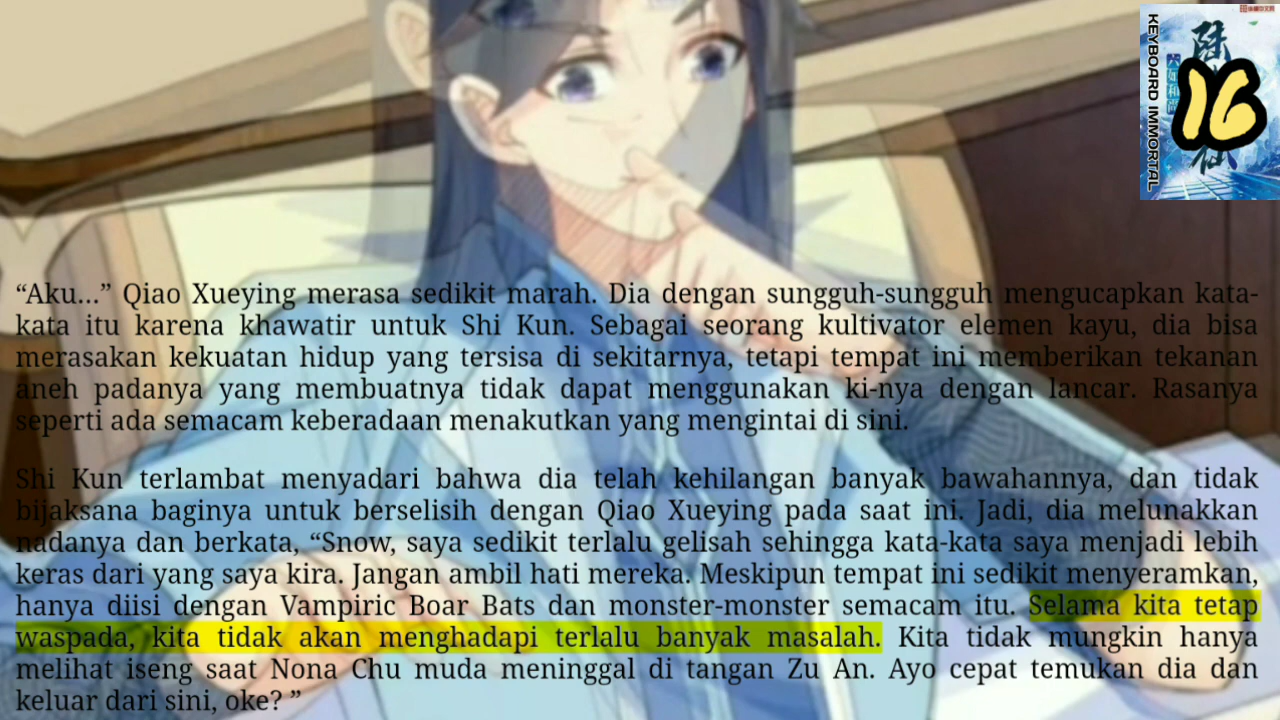 KEYBOARD IMMORTAL
16
“Aku...” Qiao Xueying merasa sedikit marah. Dia dengan sungguh-sungguh mengucapkan kata-
kata itu karena khawatir untuk Shi Kun. Sebagai seorang kultivator elemen kayu, dia bisa
merasakan kekuatan hidup yang tersisa di sekitarnya, tetapi tempat ini memberikan tekanan
aneh padanya yang membuatnya tidak dapat menggunakan ki-nya dengan lancar. Rasanya
seperti ada semacam keberadaan menakutkan yang mengintai di sini.
Shi Kun terlambat menyadari bahwa dia telah kehilangan banyak bawahannya, dan tidak
bijaksana baginya untuk berselisih dengan Qiao Xueying pada saat ini. Jadi, dia melunakkan
nadanya dan berkata, “Snow, saya sedikit terlalu gelisah sehingga kata-kata saya menjadi lebih
keras dari yang saya kira. Jangan ambil hati mereka. Meskipun tempat ini sedikit menyeramkan,
hanya diisi dengan Vampiric Boar Bats dan monster-monster semacam itu. Selama kita tetap
waspada, kita tidak akan menghadapi terlalu banyak masalah. Kita tidak mungkin hanya
melihat iseng saat Nona Chu muda meninggal di tangan Zu An. Ayo cepat temukan dia dan
keluar dari sini, oke? ”